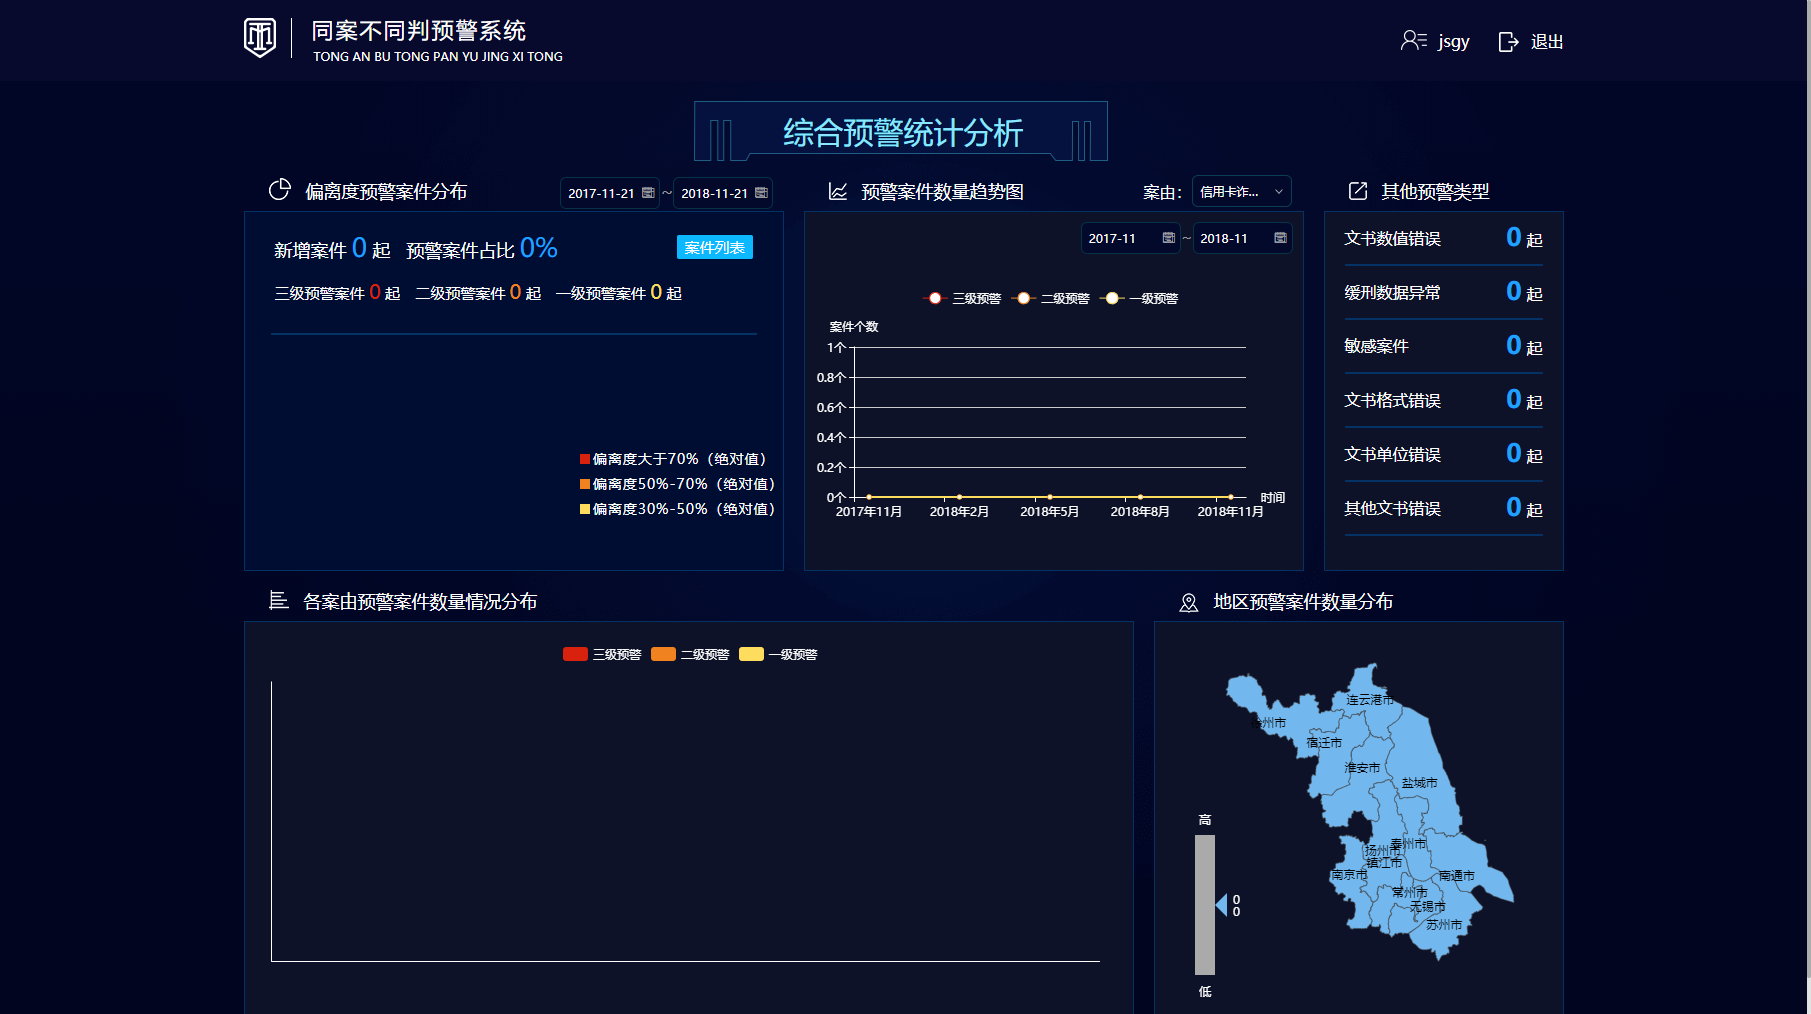 同案不同判预警系统
TONG AN BU TONG PAN YU JING XI TONG
jsgy 退出
综合预警统计分析
偏离度预警案件分布 2017-11-21 ~ 2018-11-21
新增案件 0 起 预警案件占比 0% 案件列表
三级预警案件 0 起 二级预警案件 0 起 一级预警案件 0 起
偏离度大于70%（绝对值）
偏离度50%-70%（绝对值）
偏离度30%-50%（绝对值）
预警案件数量趋势图 案由： 信用卡诈...
2017-11 ~ 2018-11
三级预警 二级预警 一级预警
案件个数
1个
0.8个
0.6个
0.4个
0.2个
0个 时间
2017年11月 2018年2月 2018年5月 2018年8月 2018年11月
其他预警类型
文书数值错误 0 起
缓刑数据异常 0 起
敏感案件 0 起
文书格式错误 0 起
文书单位错误 0 起
其他文书错误 0 起
各案由预警案件数量情况分布
三级预警 二级预警 一级预警
地区预警案件数量分布
连云港市
徐州市
宿迁市
淮安市
盐城市
泰州市
扬州市
镇江市
南京市
南通市
常州市
无锡市
苏州市
高
0
0
低